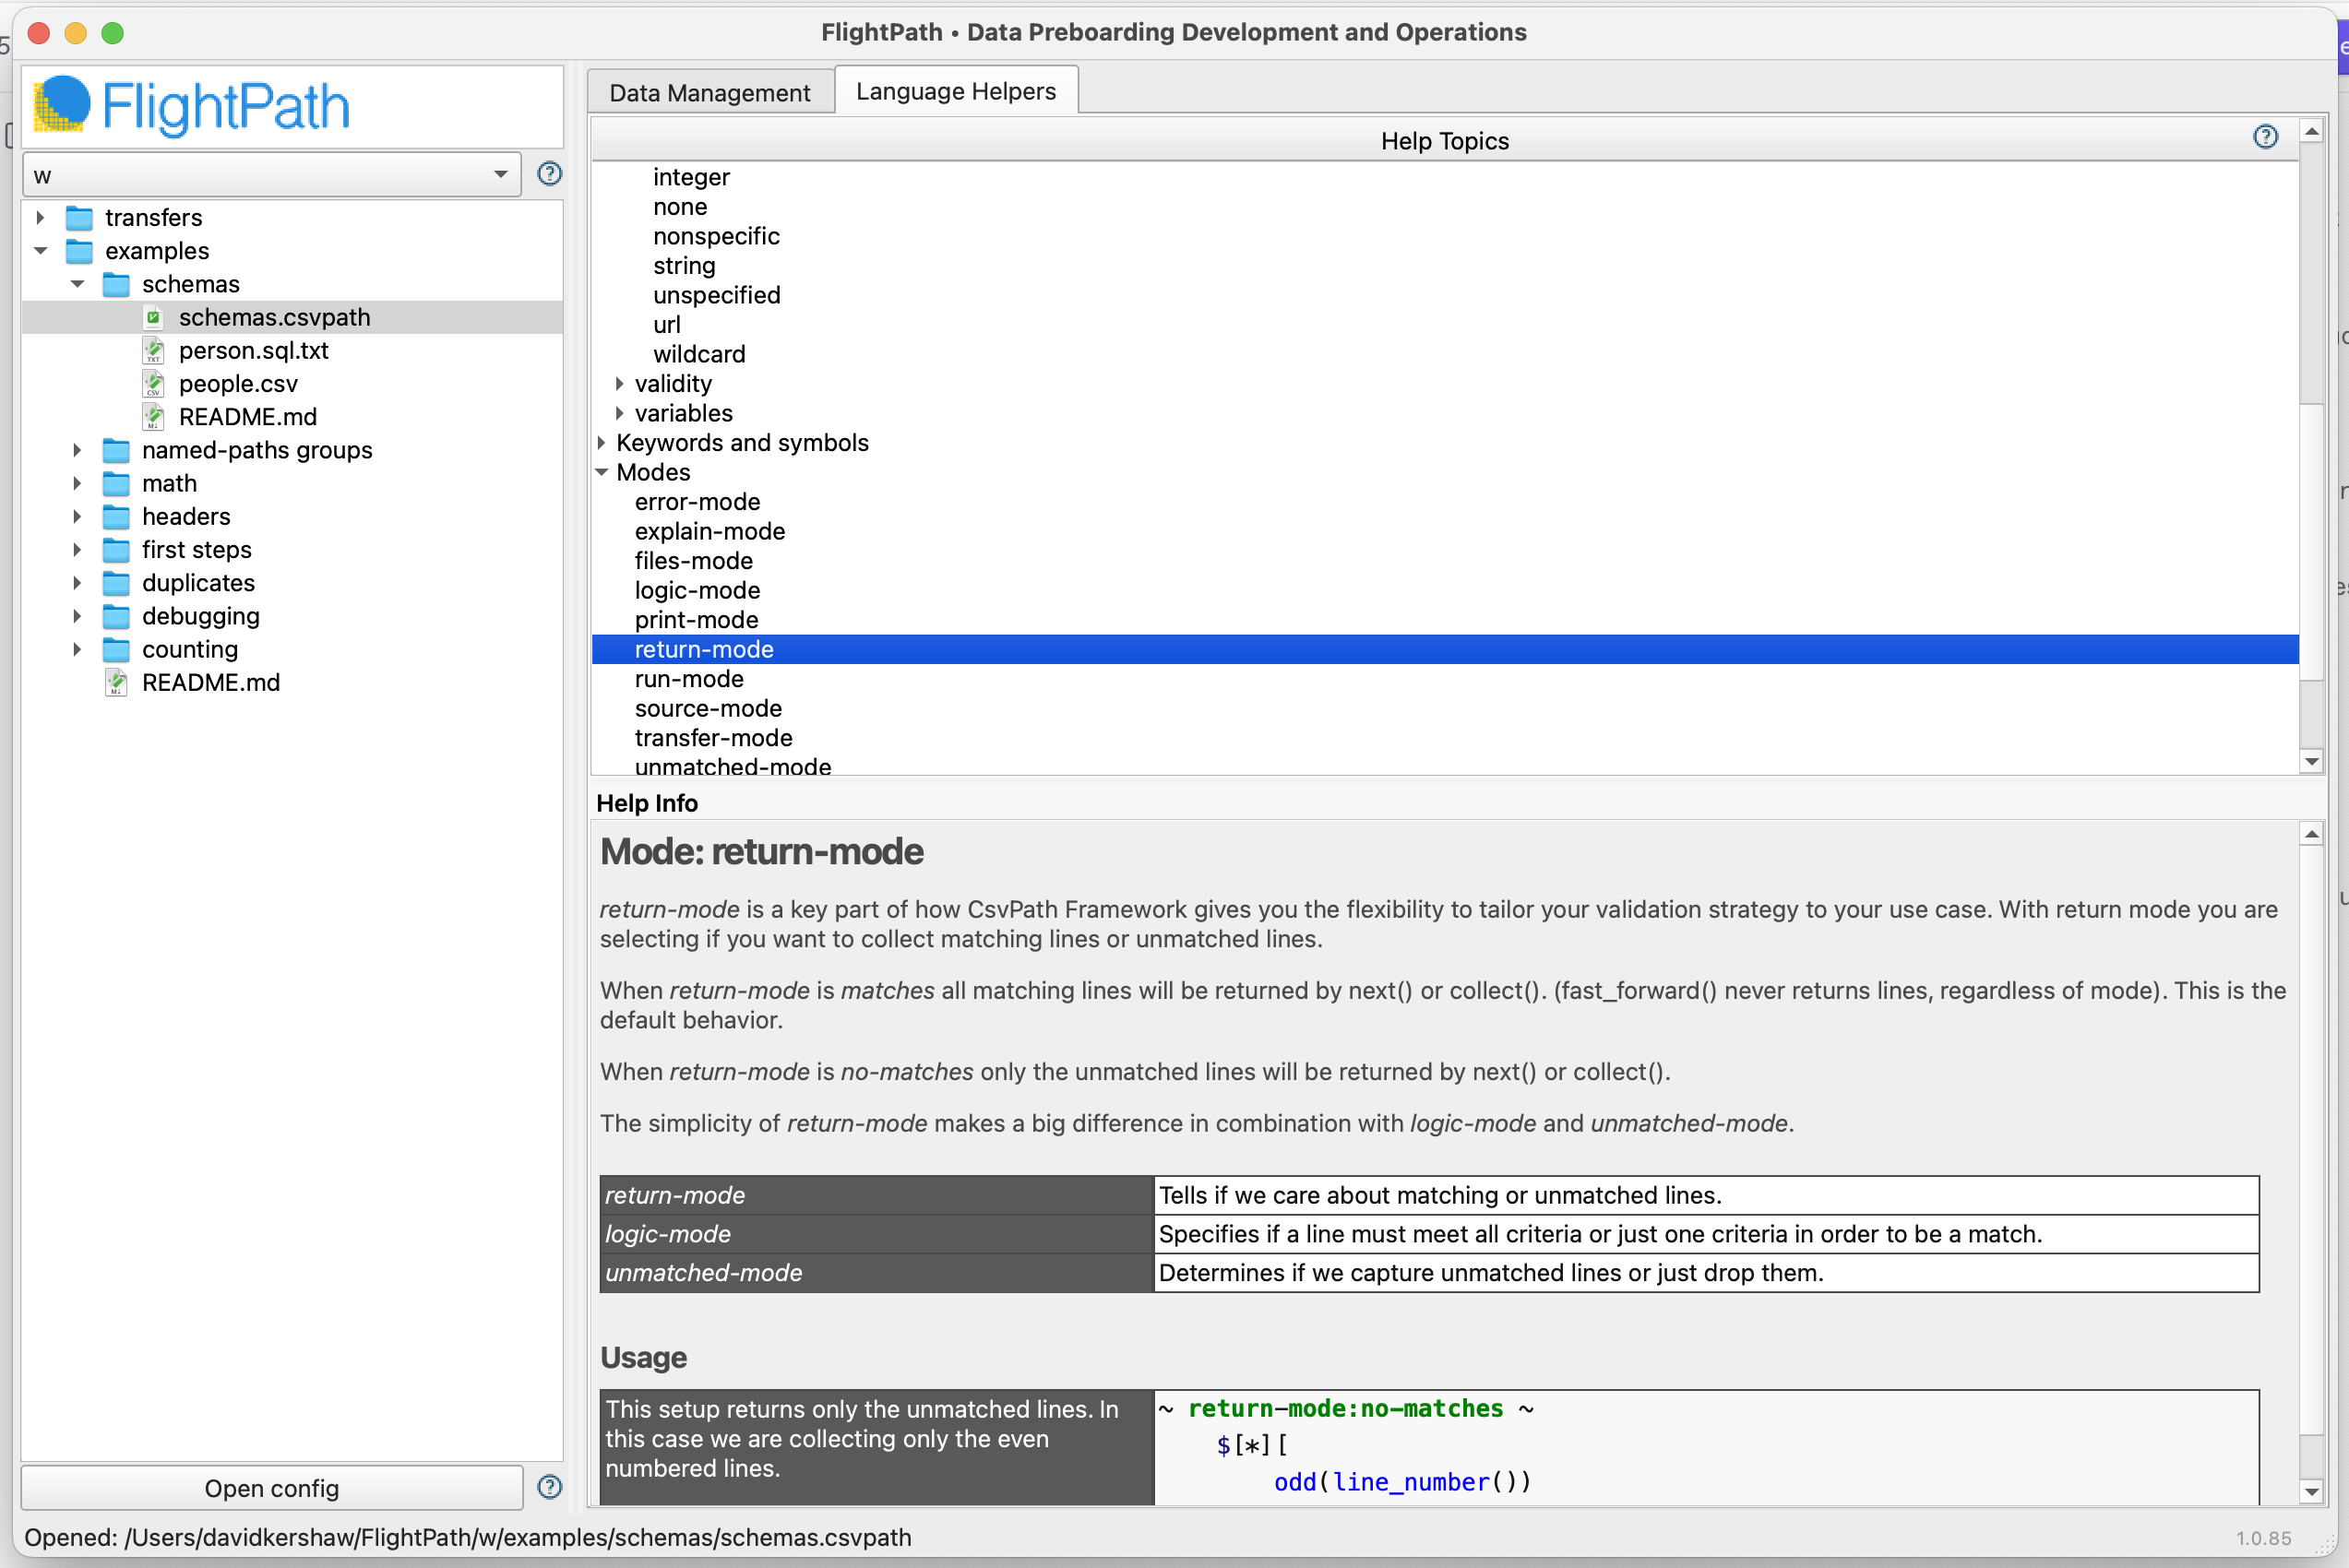 FlightPath • Data Preboarding Development and Operations
FlightPath
w
transfers
examples
schemas
schemas.csvpath
person.sql.txt
people.csv
README.md
named-paths groups
math
headers
first steps
duplicates
debugging
counting
README.md
Open config
Data Management
Language Helpers
Help Topics
integer
none
nonspecific
string
unspecified
url
wildcard
validity
variables
Keywords and symbols
Modes
error-mode
explain-mode
files-mode
logic-mode
print-mode
return-mode
run-mode
source-mode
transfer-mode
unmatched-mode
Help Info
Mode: return-mode
return-mode is a key part of how CsvPath Framework gives you the flexibility to tailor your validation strategy to your use case. With return mode you are
selecting if you want to collect matching lines or unmatched lines.
When return-mode is matches all matching lines will be returned by next() or collect(). (fast_forward() never returns lines, regardless of mode). This is the
default behavior.
When return-mode is no-matches only the unmatched lines will be returned by next() or collect().
The simplicity of return-mode makes a big difference in combination with logic-mode and unmatched-mode.
return-mode Tells if we care about matching or unmatched lines.
logic-mode Specifies if a line must meet all criteria or just one criteria in order to be a match.
unmatched-mode Determines if we capture unmatched lines or just drop them.
Usage
This setup returns only the unmatched lines. In
this case we are collecting only the even
numbered lines.
~ return-mode:no-matches ~
$[*][
odd(line_number())
Opened: /Users/davidkershaw/FlightPath/w/examples/schemas/schemas.csvpath
1.0.85